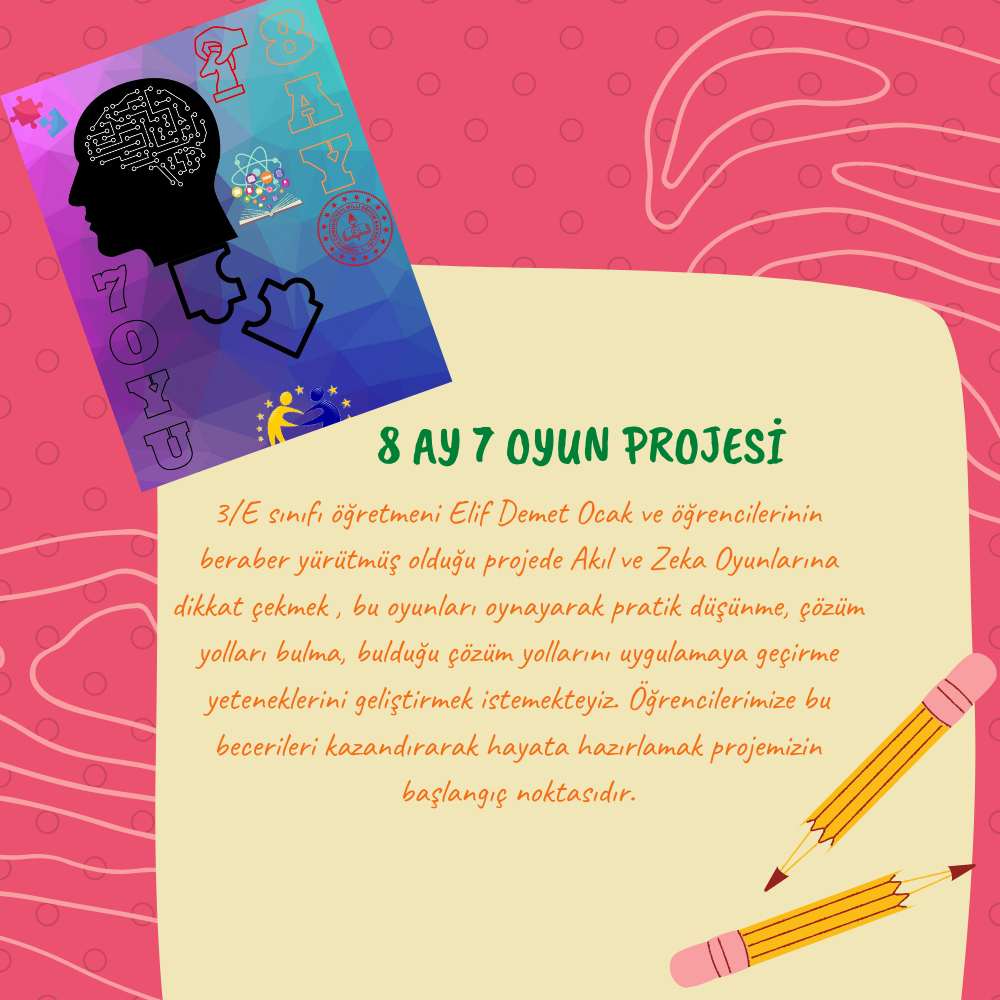 8 AY
7 OYU
8 AY 7 OYUN PROJESİ
3/E sınıfı öğretmeni Elif Demet Ocak ve öğrencilerinin
beraber yürütmüş olduğu projede Akıl ve Zeka Oyunlarına
dikkat çekmek , bu oyunları oynayarak pratik düşünme, çözüm
yolları bulma, bulduğu çözüm yollarını uygulamaya geçirme
yeteneklerini geliştirmek istemekteyiz. Öğrencilerimize bu
becerileri kazandırarak hayata hazırlamak projemizin
başlangıç noktasıdır.